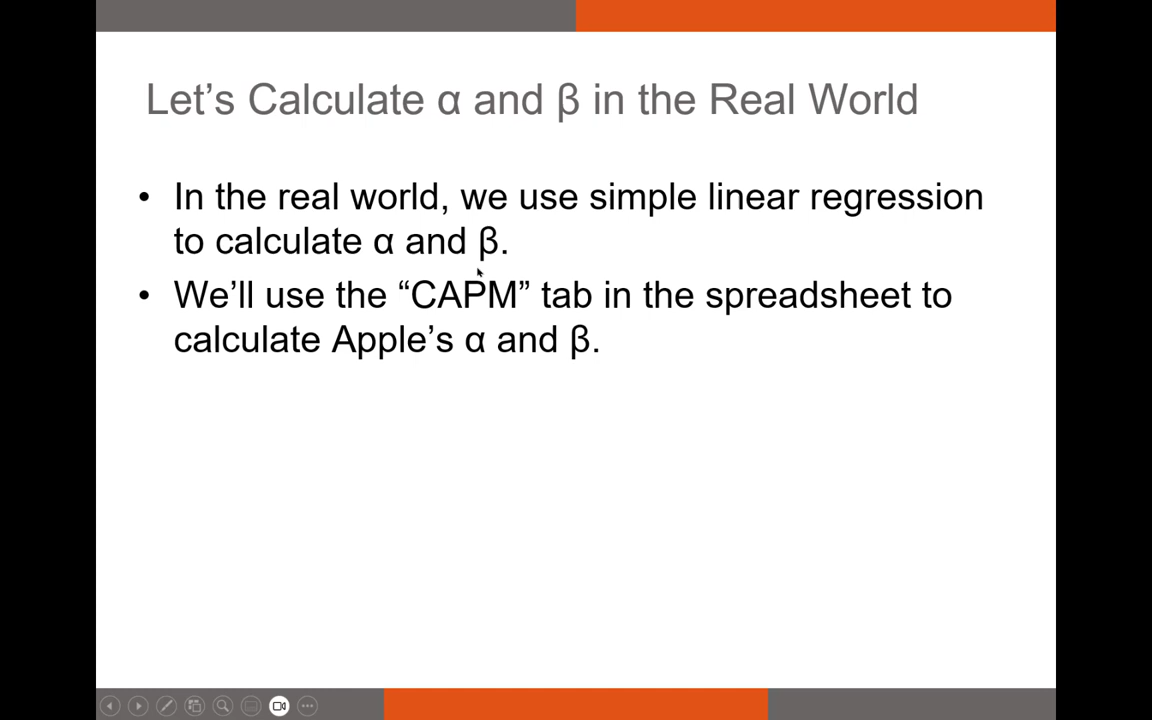 Let’s Calculate α and β in the Real World
• In the real world, we use simple linear regression
to calculate α and β.
• We’ll use the “CAPM” tab in the spreadsheet to
calculate Apple’s α and β.